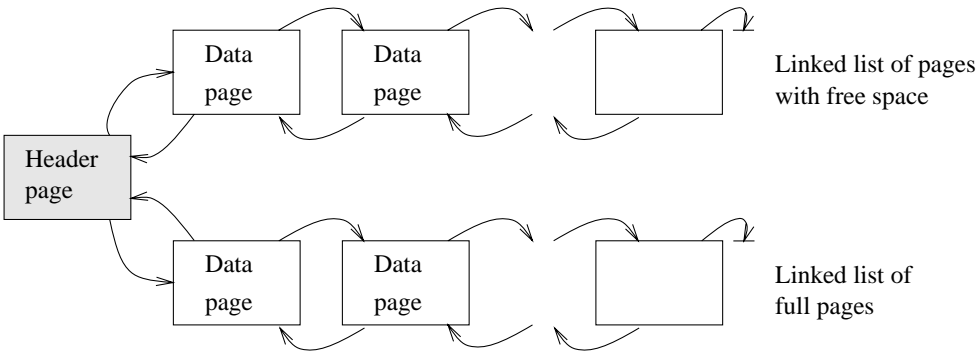 Data
page
Data
page
Linked list of pages
with free space
Header
page
Data
page
Data
page
Linked list of
full pages